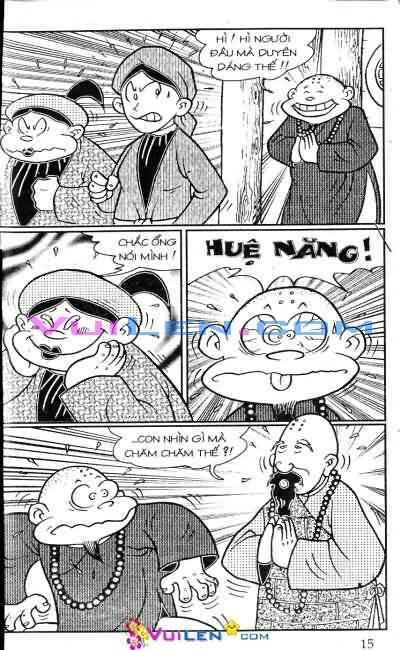 HÌ! HÌ NGƯỜI
ĐÂU MÀ DUYÊN
DÁNG THẾ!!
CHẮC ỔNG
NÓI MÌNH!
HUỆ NĂNG!
VUILEN.COM
...CON NHÌN GÌ MÀ
CHĂM CHĂM THẾ?!
15
VUILEN.COM